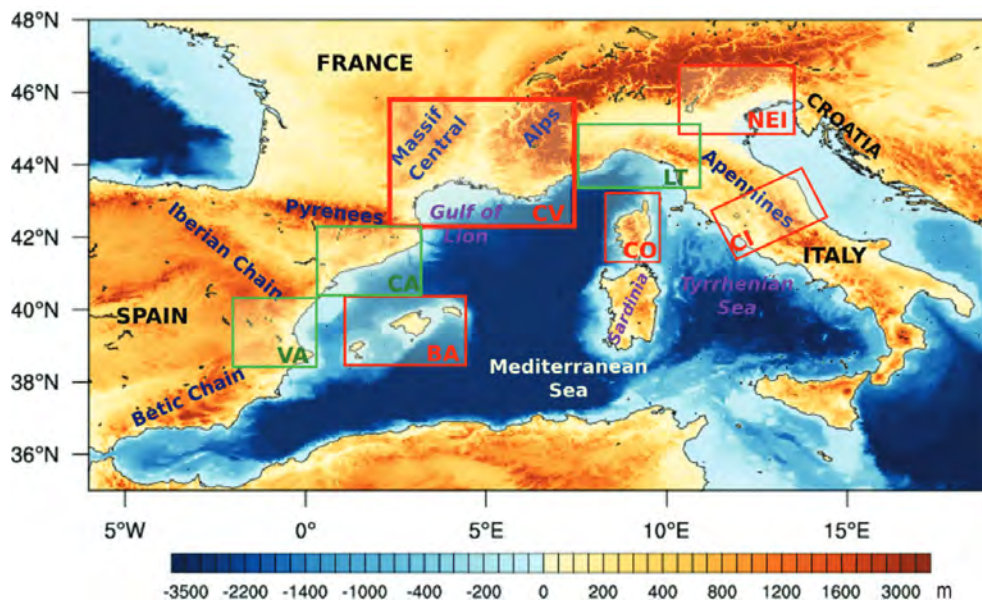 48°N
46°N
44°N
42°N
40°N
38°N
36°N
FRANCE
Massif
Central
Alps
NEI
CROATIA
LT
Apennines
Pyrenees
Gulf of
Lion
CV
Iberian Chain
CO
CI
ITALY
CA
Sardinia
Tyrrhenian
Sea
SPAIN
VA
BA
Mediterranean
Sea
Betic Chain
5°W 0° 5°E 10°E 15°E
-3500 -2200 -1400 -1000 -400 -200 0 200 400 800 1200 1600 3000 m